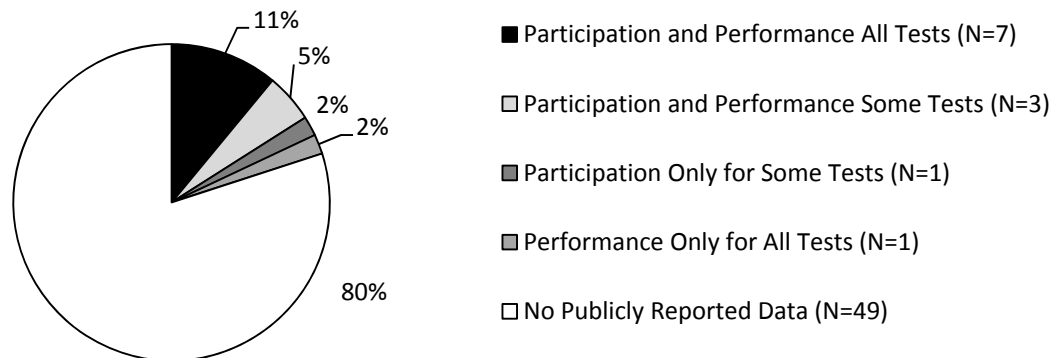 11%
5%
2%
2%
80%
Participation and Performance All Tests (N=7)
Participation and Performance Some Tests (N=3)
Participation Only for Some Tests (N=1)
Performance Only for All Tests (N=1)
No Publicly Reported Data (N=49)